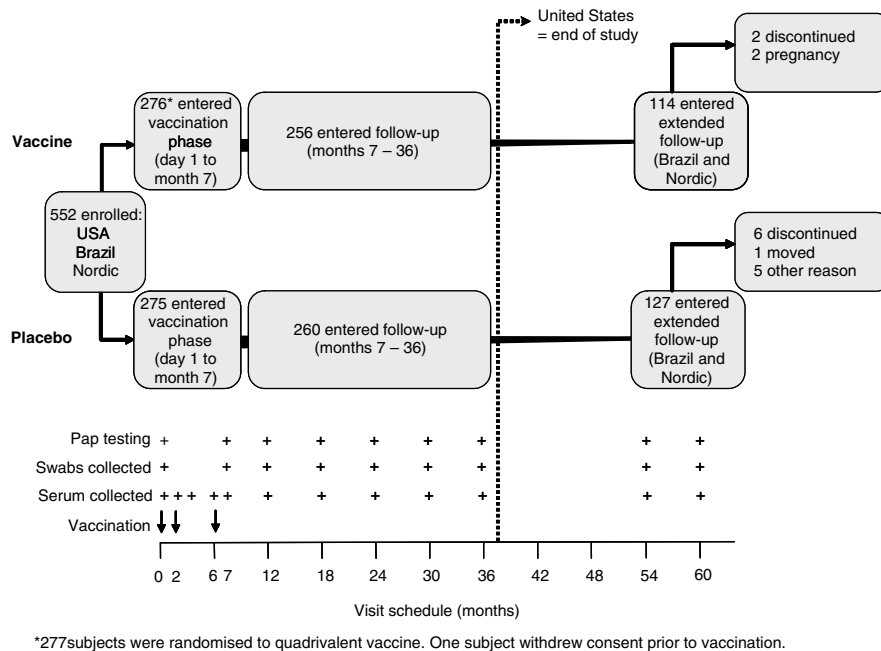 United States
= end of study
2 discontinued
2 pregnancy
Vaccine
276* entered
vaccination
phase
(day 1 to
month 7)
256 entered follow-up
(months 7 – 36)
114 entered
extended
follow-up
(Brazil and
Nordic)
552 enrolled:
USA
Brazil
Nordic
6 discontinued
1 moved
5 other reason
Placebo
275 entered
vaccination
phase
(day 1 to
month 7)
260 entered follow-up
(months 7 – 36)
127 entered
extended
follow-up
(Brazil and
Nordic)
Pap testing + + + + + + + + +
Swabs collected + + + + + + + + +
Serum collected + + + + + + + + + + + +
Vaccination
0 2 6 7 12 18 24 30 36 42 48 54 60
Visit schedule (months)
*277subjects were randomised to quadrivalent vaccine. One subject withdrew consent prior to vaccination.